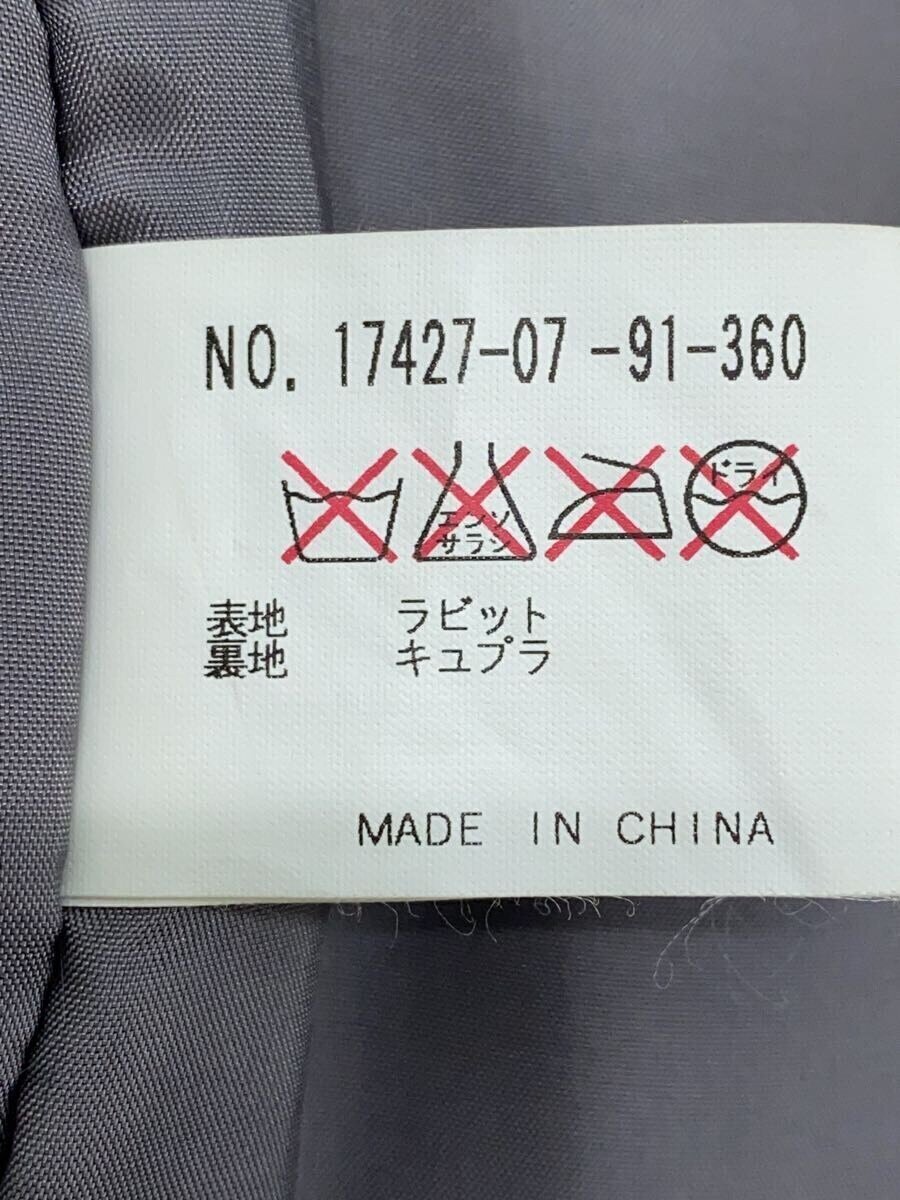 NO. 17427-07 -91-360
エンソ ドライ
サラシ
表地 ラビット
裏地 キュプラ
MADE IN CHINA